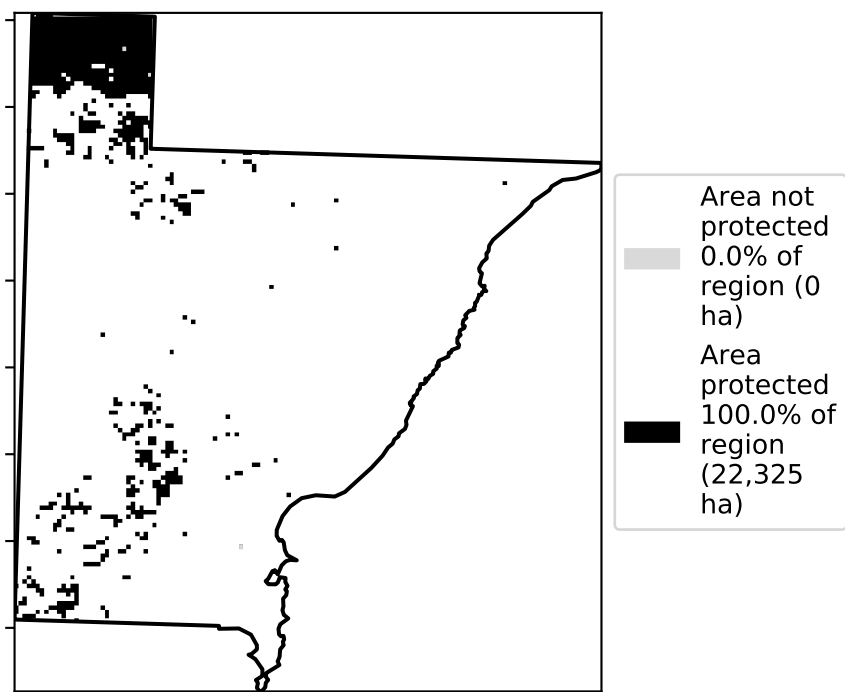 Area not
protected
0.0% of
region (0
ha)
Area
protected
100.0% of
region
(22,325
ha)